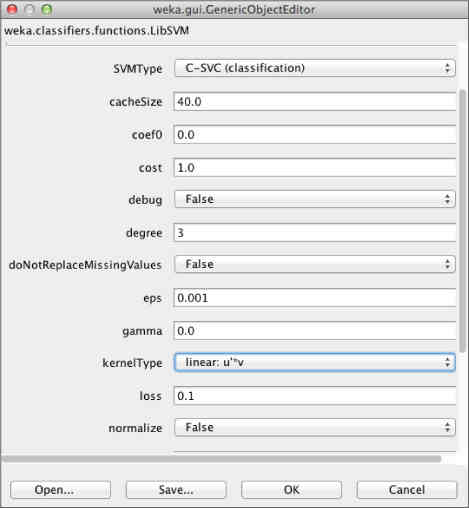 weka.gui.GenericObjectEditor
weka.classifiers.functions.LibSVM
SVMType C-SVC (classification)
cacheSize 40.0
coef0 0.0
cost 1.0
debug False
degree 3
doNotReplaceMissingValues False
eps 0.001
gamma 0.0
kernelType linear: u'*v
loss 0.1
normalize False
Open... Save... OK Cancel